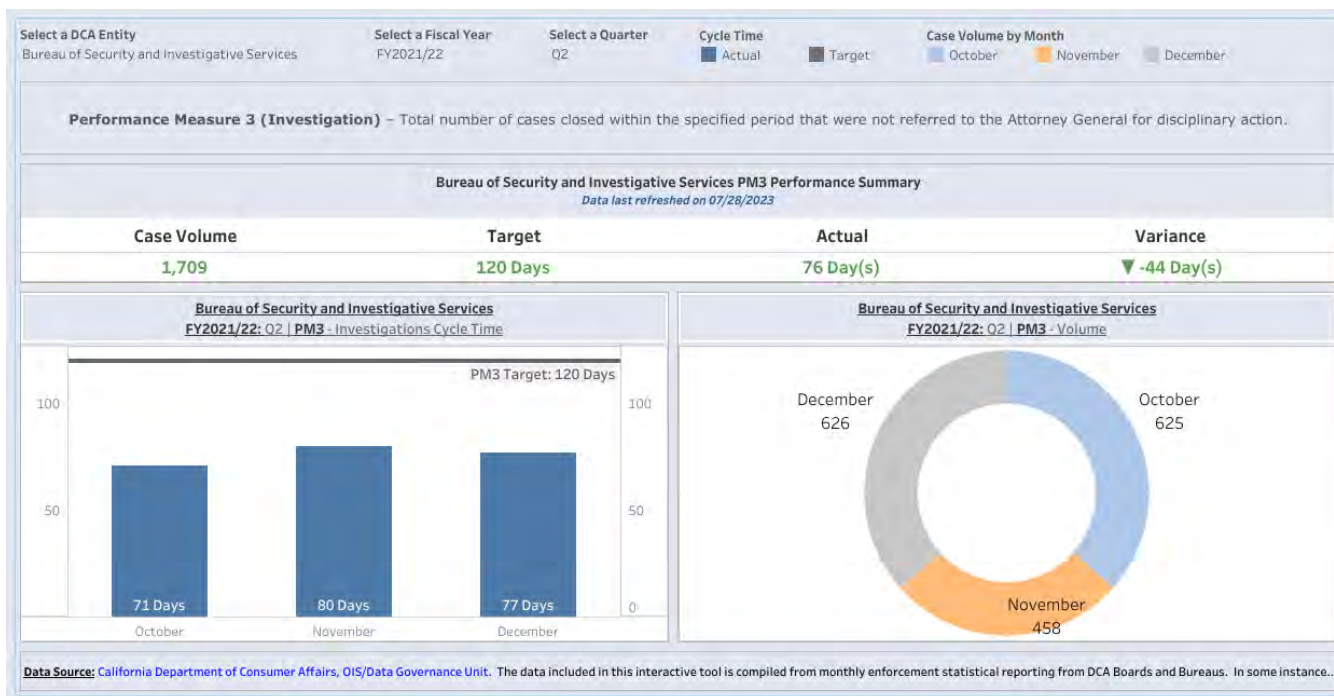 Select a DCA Entity
Bureau of Security and Investigative Services
Select a Fiscal Year
FY2021/22
Select a Quarter
Q2
Cycle Time
Actual
Target
Case Volume by Month
October
November
December
Performance Measure 3 (Investigation) – Total number of cases closed within the specified period that were not referred to the Attorney General for disciplinary action.
Bureau of Security and Investigative Services PM3 Performance Summary
Data last refreshed on 07/28/2023
Case Volume
Target
Actual
Variance
1,709
120 Days
76 Day(s)
▼ -44 Day(s)
Bureau of Security and Investigative Services
FY2021/22: Q2 | PM3 - Investigations Cycle Time
PM3 Target: 120 Days
100
100
50
50
0
71 Days
80 Days
77 Days
October
November
December
Bureau of Security and Investigative Services
FY2021/22: Q2 | PM3 - Volume
December
626
October
625
November
458
Data Source: California Department of Consumer Affairs, OIS/Data Governance Unit. The data included in this interactive tool is compiled from monthly enforcement statistical reporting from DCA Boards and Bureaus. In some instance..